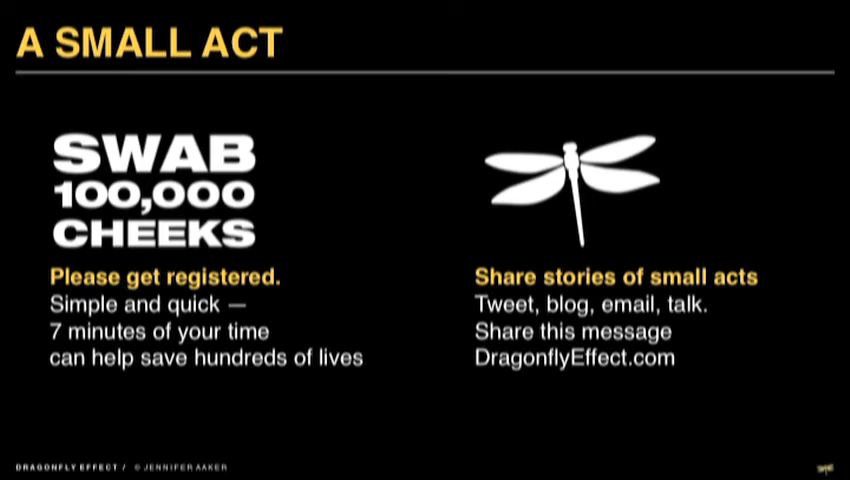 A SMALL ACT
SWAB
100,000
CHEEKS
Please get registered.
Simple and quick —
7 minutes of your time
can help save hundreds of lives
Share stories of small acts
Tweet, blog, email, talk.
Share this message
DragonflyEffect.com
DRAGONFLY EFFECT / © JENNIFER AAKER